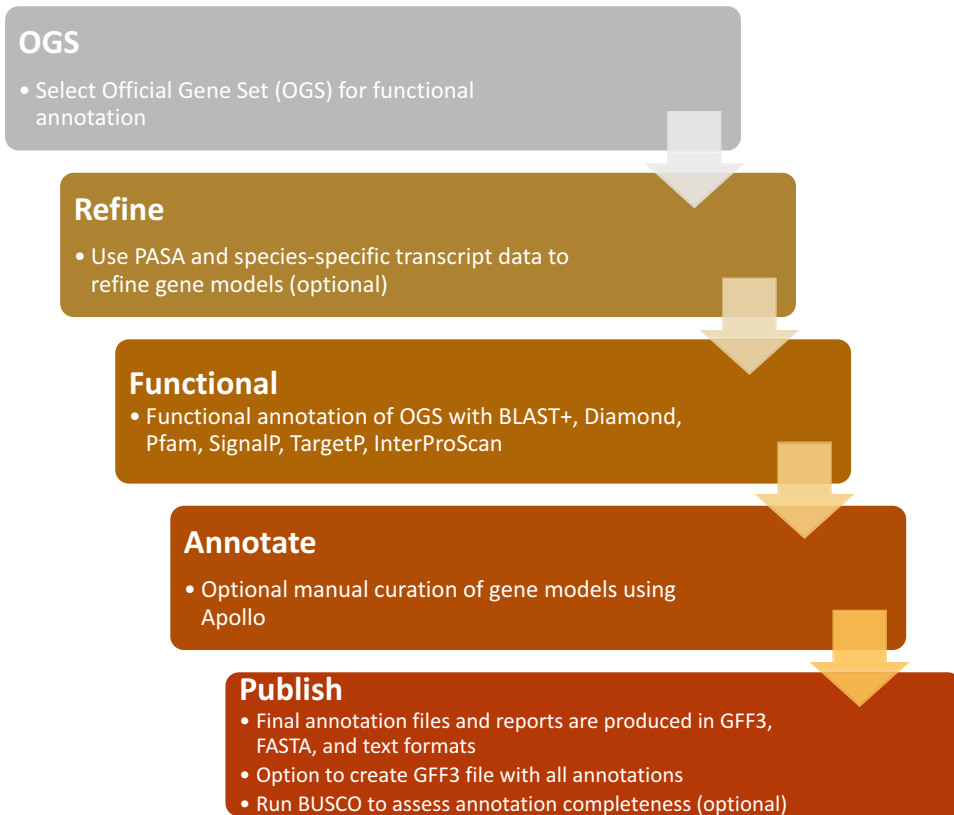 OGS
• Select Official Gene Set (OGS) for functional
annotation
Refine
• Use PASA and species-specific transcript data to
refine gene models (optional)
Functional
• Functional annotation of OGS with BLAST+, Diamond,
Pfam, SignalP, TargetP, InterProScan
Annotate
• Optional manual curation of gene models using
Apollo
Publish
• Final annotation files and reports are produced in GFF3,
FASTA, and text formats
• Option to create GFF3 file with all annotations
• Run BUSCO to assess annotation completeness (optional)